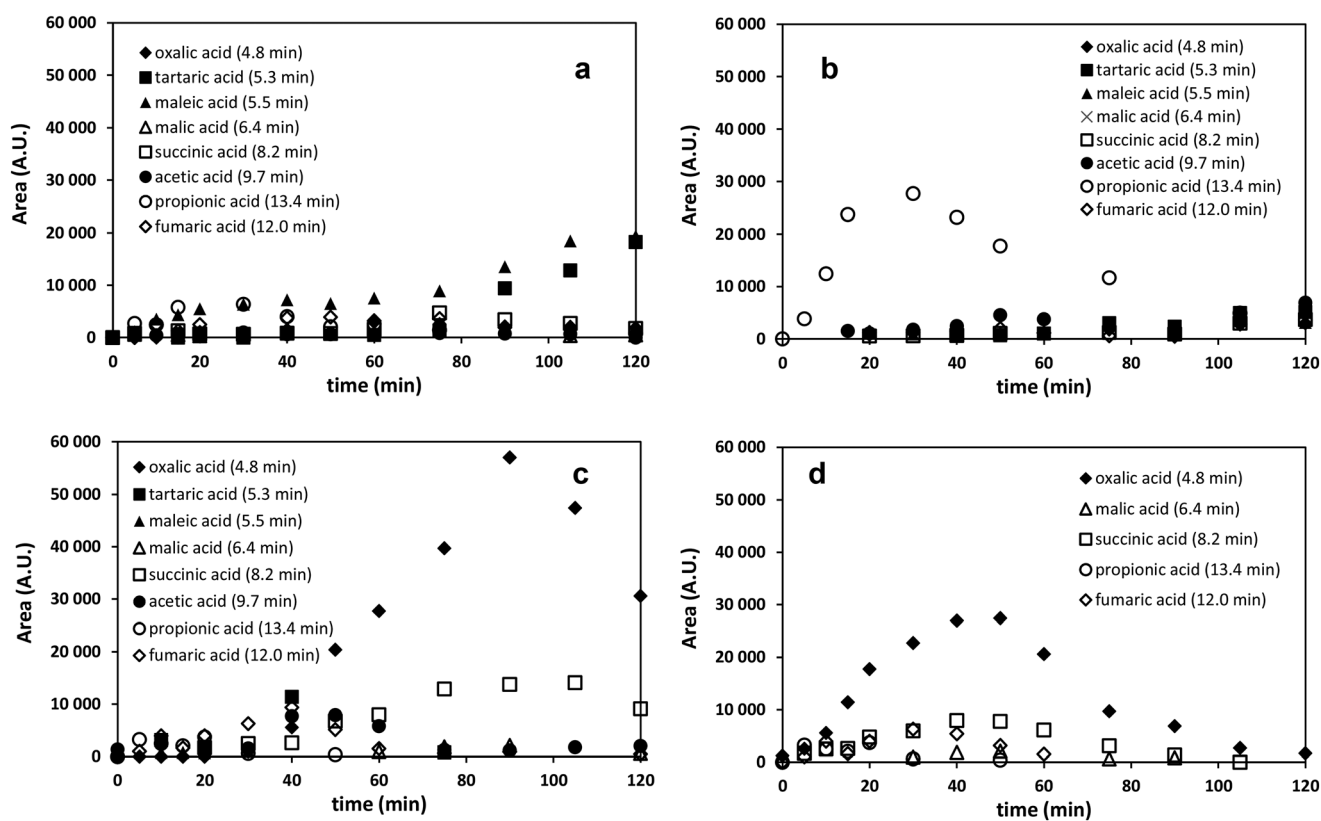 60 000
50 000
40 000
30 000
20 000
10 000
0
Area (A.U.)
a
oxalic acid (4.8 min)
tartaric acid (5.3 min)
maleic acid (5.5 min)
malic acid (6.4 min)
succinic acid (8.2 min)
acetic acid (9.7 min)
propionic acid (13.4 min)
fumaric acid (12.0 min)
0 20 40 60 80 100 120
time (min)
60 000
50 000
40 000
30 000
20 000
10 000
0
Area (A.U.)
b
oxalic acid (4.8 min)
tartaric acid (5.3 min)
maleic acid (5.5 min)
malic acid (6.4 min)
succinic acid (8.2 min)
acetic acid (9.7 min)
propionic acid (13.4 min)
fumaric acid (12.0 min)
0 20 40 60 80 100 120
time (min)
60 000
50 000
40 000
30 000
20 000
10 000
0
Area (A.U.)
c
oxalic acid (4.8 min)
tartaric acid (5.3 min)
maleic acid (5.5 min)
malic acid (6.4 min)
succinic acid (8.2 min)
acetic acid (9.7 min)
propionic acid (13.4 min)
fumaric acid (12.0 min)
0 20 40 60 80 100 120
time (min)
60 000
50 000
40 000
30 000
20 000
10 000
0
Area (A.U.)
d
oxalic acid (4.8 min)
malic acid (6.4 min)
succinic acid (8.2 min)
propionic acid (13.4 min)
fumaric acid (12.0 min)
0 20 40 60 80 100 120
time (min)